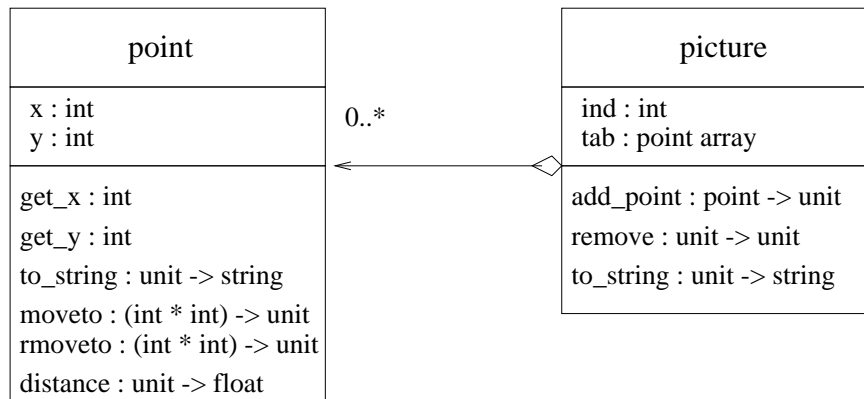 point
x : int
y : int
get_x : int
get_y : int
to_string : unit -> string
moveto : (int * int) -> unit
rmoveto : (int * int) -> unit
distance : unit -> float
0..*
picture
ind : int
tab : point array
add_point : point -> unit
remove : unit -> unit
to_string : unit -> string